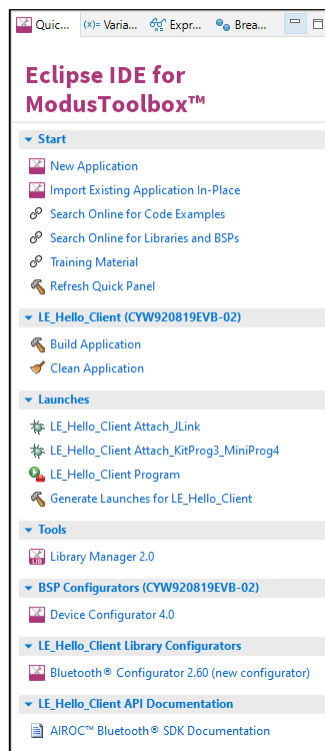 Quic... (x)= Varia... Expr... Brea...
Eclipse IDE for
ModusToolbox™
Start
New Application
Import Existing Application In-Place
Search Online for Code Examples
Search Online for Libraries and BSPs
Training Material
Refresh Quick Panel
LE_Hello_Client (CYW920819EVB-02)
Build Application
Clean Application
Launches
LE_Hello_Client Attach_JLink
LE_Hello_Client Attach_KitProg3_MiniProg4
LE_Hello_Client Program
Generate Launches for LE_Hello_Client
Tools
Library Manager 2.0
BSP Configurators (CYW920819EVB-02)
Device Configurator 4.0
LE_Hello_Client Library Configurators
Bluetooth® Configurator 2.60 (new configurator)
LE_Hello_Client API Documentation
AIROC™ Bluetooth® SDK Documentation